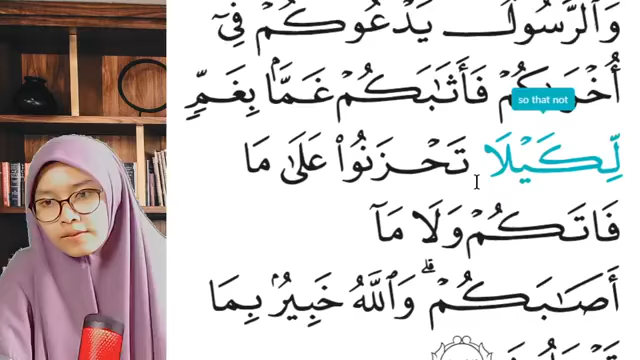 وَٱلرَّسُولُ يَدْعُوكُمْ فِىٓ
أُخْرَىٰكُمْ فَأَثَـٰبَكُمْ غَمًّۢا بِغَمٍّ
so that not
لِّكَيْلَا تَحْزَنُوا۟ عَلَىٰ مَا
فَاتَكُمْ وَلَا مَآ
أَصَـٰبَكُمْ ۗ وَٱللَّهُ خَبِيرٌۢ بِمَا